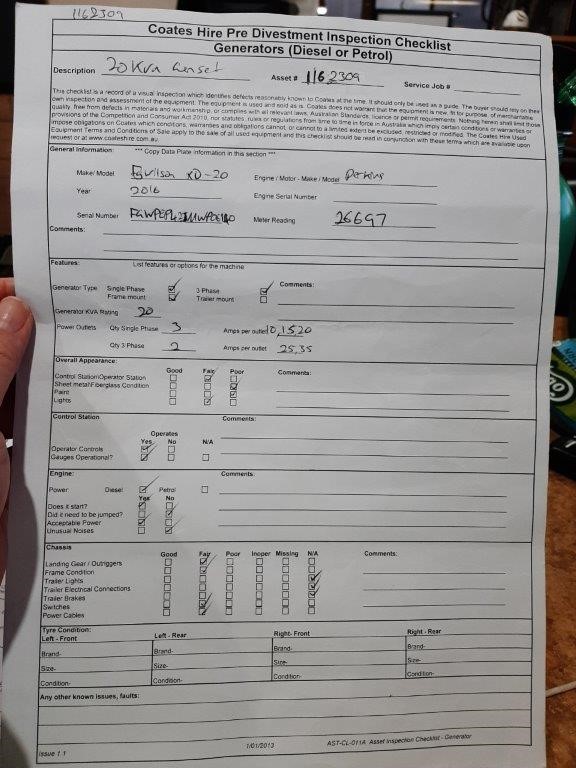 1162309
Coates Hire Pre Divestment Inspection Checklist
Generators (Diesel or Petrol)
Description 20 Kva Genset Asset # 1162309 Service Job #
This checklist is a record of a visual inspection which identifies defects reasonably known to Coates at the time. It should only be used as a guide. The buyer should rely on their
own inspection and assessment of the equipment. The equipment is used and sold as is. Coates does not warrant that the equipment is new, fit for purpose, of merchantable
quality, free from defects in materials and workmanship, or complies with all relevant laws, Australian Standards, licence or permit requirements. Nothing herein shall limit those
provisions of the Competition and Consumer Act 2010, nor statutes, rules or regulations from time to time in force in Australia which imply certain conditions or warranties or
impose obligations on Coates which conditions, warranties and obligations cannot, or cannot to a limited extent be excluded, restricted or modified. The Coates Hire Used
Equipment Terms and Conditions of Sale apply to the sale of all used equipment and this checklist should be read in conjunction with these terms which are available upon
request or at www.coateshire.com.au.
General Information: *** Copy Data Plate information in this section ***
Make/ Model XD-20 Engine / Motor - Make / Model Perkins
Year 2016 Engine Serial Number
Serial Number Meter Reading 26697
Comments:
Features: List features or options for the machine
Generator Type Single Phase 3 Phase Comments:
Frame mount Trailer mount
Generator KVA Rating 20
Power Outlets Qty Single Phase 3 Amps per outlet 10,15,20
Qty 3 Phase 2 Amps per outlet 25,35
Overall Appearance: Good Fair Poor Comments:
Control Station/Operator Station
Sheet metal/Fiberglass Condition
Paint
Lights
Control Station Comments:
Operates
Yes No N/A
Operator Controls
Gauges Operational?
Engine: Comments:
Power Diesel Petrol
Yes No
Does it start?
Did it need to be jumped?
Acceptable Power
Unusual Noises
Chassis Good Fair Poor Inoper Missing N/A Comments:
Landing Gear / Outriggers
Frame Condition
Trailer Lights
Trailer Electrical Connections
Trailer Brakes
Switches
Power Cables
Tyre Condition:
Left - Front Left - Rear Right- Front Right - Rear
Brand- Brand- Brand- Brand-
Size- Size- Size- Size-
Condition- Condition- Condition- Condition-
Any other known issues, faults:
Issue 1.1 1/01/2013 AST-CL-011A Asset Inspection Checklist - Generator